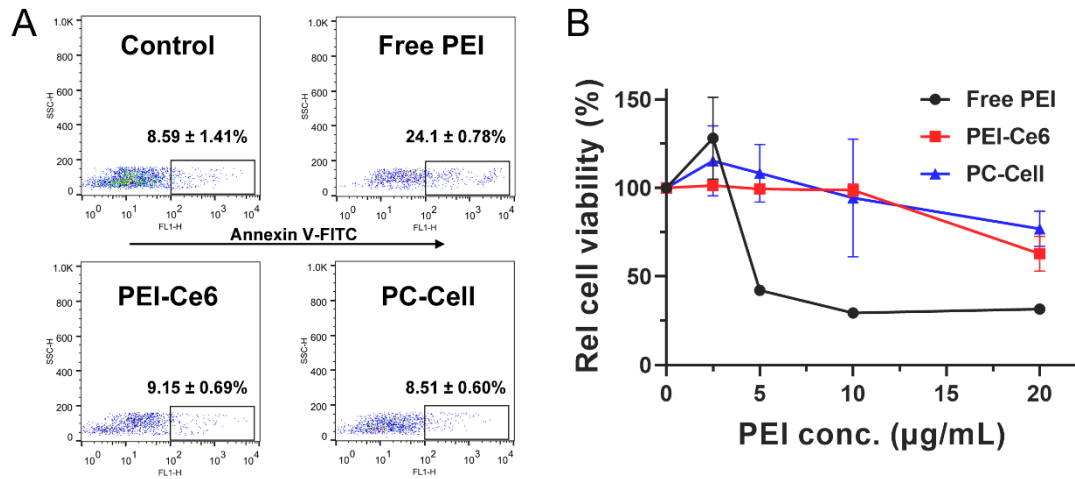 A
Control
1.0K
800
600
400
200
0
SSC-H
8.59 ± 1.41%
10^0 10^1 10^2 10^3 10^4
FL1-H
Free PEI
1.0K
800
600
400
200
0
SSC-H
24.1 ± 0.78%
10^0 10^1 10^2 10^3 10^4
FL1-H
Annexin V-FITC
PEI-Ce6
1.0K
800
600
400
200
0
SSC-H
9.15 ± 0.69%
10^0 10^1 10^2 10^3 10^4
FL1-H
PC-Cell
1.0K
800
600
400
200
0
SSC-H
8.51 ± 0.60%
10^0 10^1 10^2 10^3 10^4
FL1-H
B
Rel cell viability (%)
150
100
50
0
Free PEI
PEI-Ce6
PC-Cell
0 5 10 15 20
PEI conc. (μg/mL)